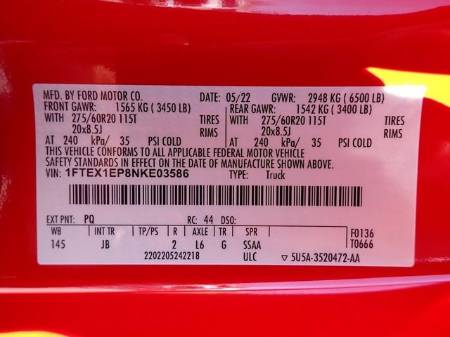 MFD. BY FORD MOTOR CO. 05/22 GVWR: 2948 KG ( 6500 LB)
FRONT GAWR: 1565 KG ( 3450 LB) REAR GAWR: 1542 KG ( 3400 LB)
WITH 275/60R20 115T TIRES WITH 275/60R20 115T TIRES
20x8.5J RIMS 20x8.5J RIMS
AT 240 kPa/ 35 PSI COLD AT 240 kPa/ 35 PSI COLD
THIS VEHICLE CONFORMS TO ALL APPLICABLE FEDERAL MOTOR VEHICLE
SAFETY STANDARDS IN EFFECT ON THE DATE OF MANUFACTURE SHOWN ABOVE.
VIN: 1FTEX1EP8NKE03586 TYPE: Truck
EXT PNT: PQ RC: 44 DSO:
WB INT TR TP/PS R AXLE TR SPR F0136
145 JB 2 L6 G SSAA T0666
2202205242218 ULC 5U5A-3520472-AA